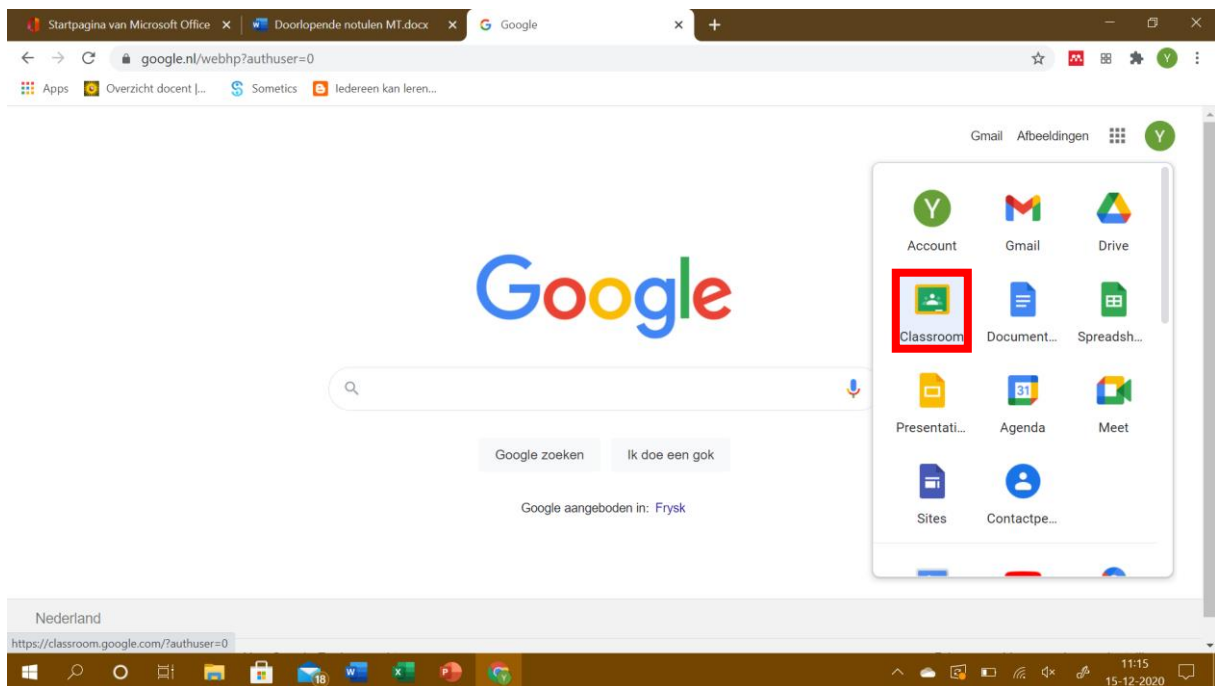 Startpagina van Microsoft Office
Doorlopende notulen MT.docx
Google
google.nl/webhp?authuser=0
Y
Apps
Overzicht docent |...
Sometics
Iedereen kan leren...
Gmail Afbeeldingen
Y
Y
Account
Gmail
Drive
Google
Classroom
Document...
Spreadsh...
31
Presentati...
Agenda
Meet
Google zoeken
Ik doe een gok
Google aangeboden in: Frysk
Sites
Contactpe...
Nederland
https://classroom.google.com/?authuser=0
18
11:15
15-12-2020